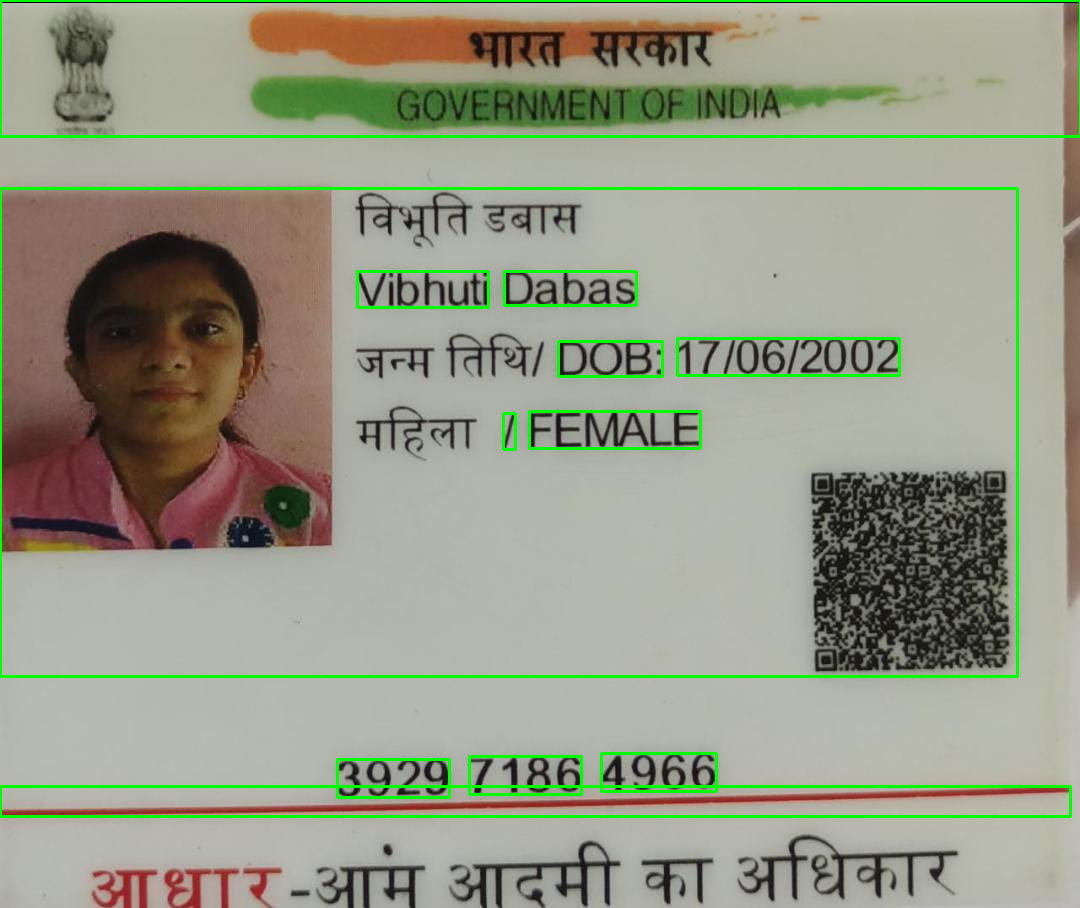 भारत सरकार
GOVERNMENT OF INDIA
विभूति डबास
Vibhuti Dabas
जन्म तिथि/ DOB: 17/06/2002
महिला / FEMALE
3929 7186 4966
आधार-आम आदमी का अधिकार